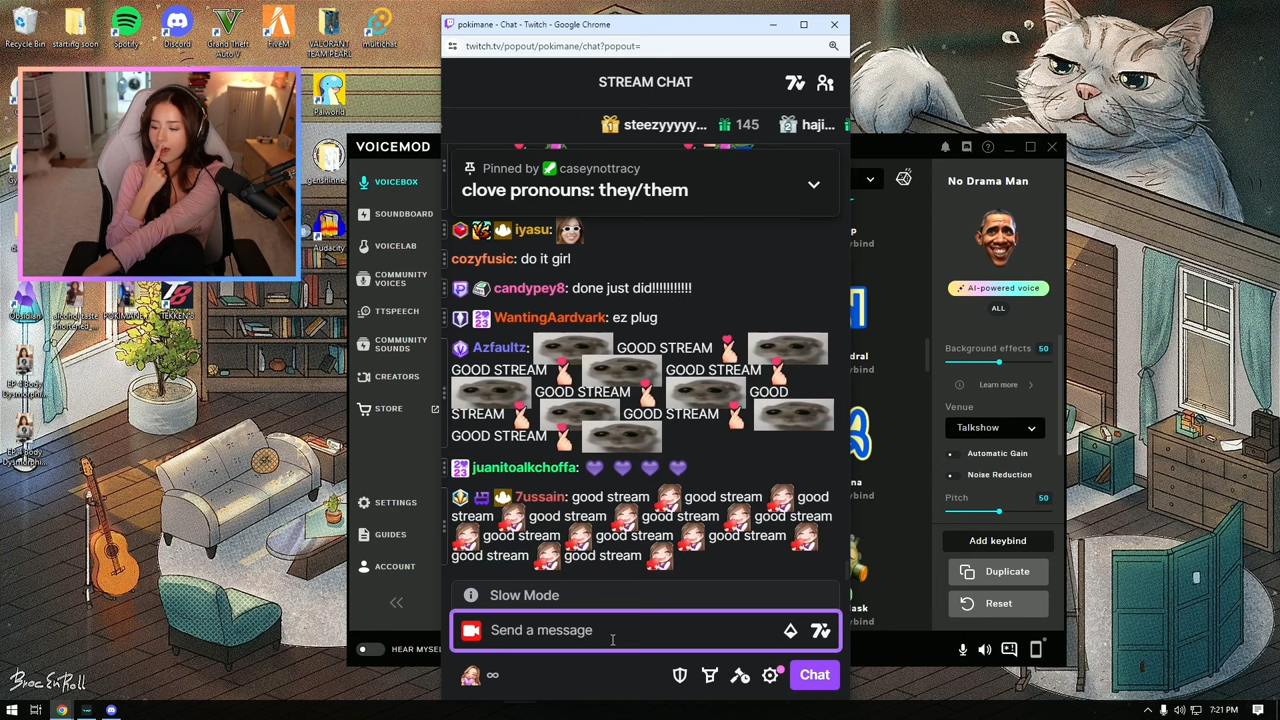 Recycle Bin
starting soon
Spotify
Discord
Grand Theft
Auto V
FiveM
VALORANT
TEAM PEARL
multichat
Palworld
Audacity
Obsidian
TEKKEN 8
pokimane - Chat - Twitch - Google Chrome
twitch.tv/popout/pokimane/chat?popout=
STREAM CHAT
1 steezyyyyy... 145 2 haji...
Pinned by caseynottracy
clove pronouns: they/them
iyasu:
cozyfusic: do it girl
candypey8: done just did!!!!!!!!!!!
WantingAardvark: ez plug
Azfaultz: GOOD STREAM
GOOD STREAM GOOD STREAM
GOOD STREAM GOOD
STREAM GOOD STREAM
GOOD STREAM
juanitoalkchoffa:
7ussain: good stream good stream good
stream good stream good stream good stream
good stream good stream good stream
good stream good stream
Slow Mode
Send a message
Chat
VOICEMOD
VOICEBOX
SOUNDBOARD
VOICELAB
COMMUNITY
VOICES
TTSPEECH
COMMUNITY
SOUNDS
CREATORS
STORE
SETTINGS
GUIDES
ACCOUNT
HEAR MYSE
No Drama Man
AI-powered voice
ALL
Background effects 50
Learn more
Venue
Talkshow
Automatic Gain
Noise Reduction
Pitch 50
Add keybind
Duplicate
Reset
BrocEnRoll
7:21 PM